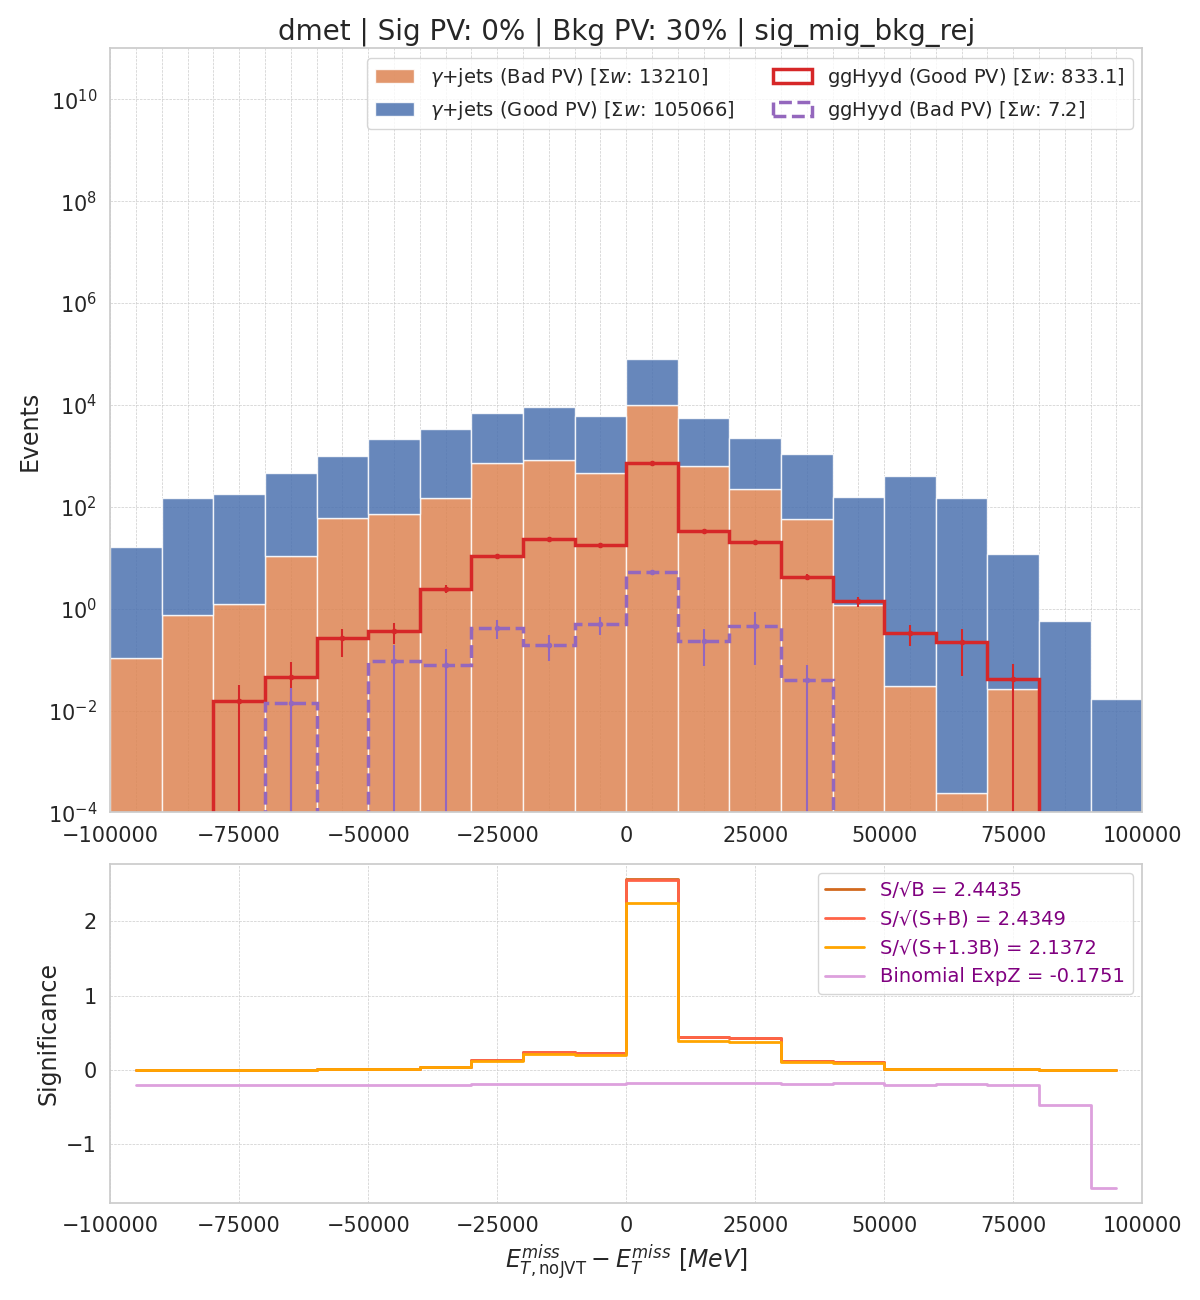 dmet | Sig PV: 0% | Bkg PV: 30% | sig_mig_bkg_rej
γ+jets (Bad PV) [Σw: 13210]
γ+jets (Good PV) [Σw: 105066]
ggHyyd (Good PV) [Σw: 833.1]
ggHyyd (Bad PV) [Σw: 7.2]
Events
10^10
10^8
10^6
10^4
10^2
10^0
10^−2
10^−4
−100000 −75000 −50000 −25000 0 25000 50000 75000 100000
S/√B = 2.4435
S/√(S+B) = 2.4349
S/√(S+1.3B) = 2.1372
Binomial ExpZ = -0.1751
Significance
2
1
0
−1
−100000 −75000 −50000 −25000 0 25000 50000 75000 100000
E_{T,noJVT}^{miss} − E_T^{miss} [MeV]